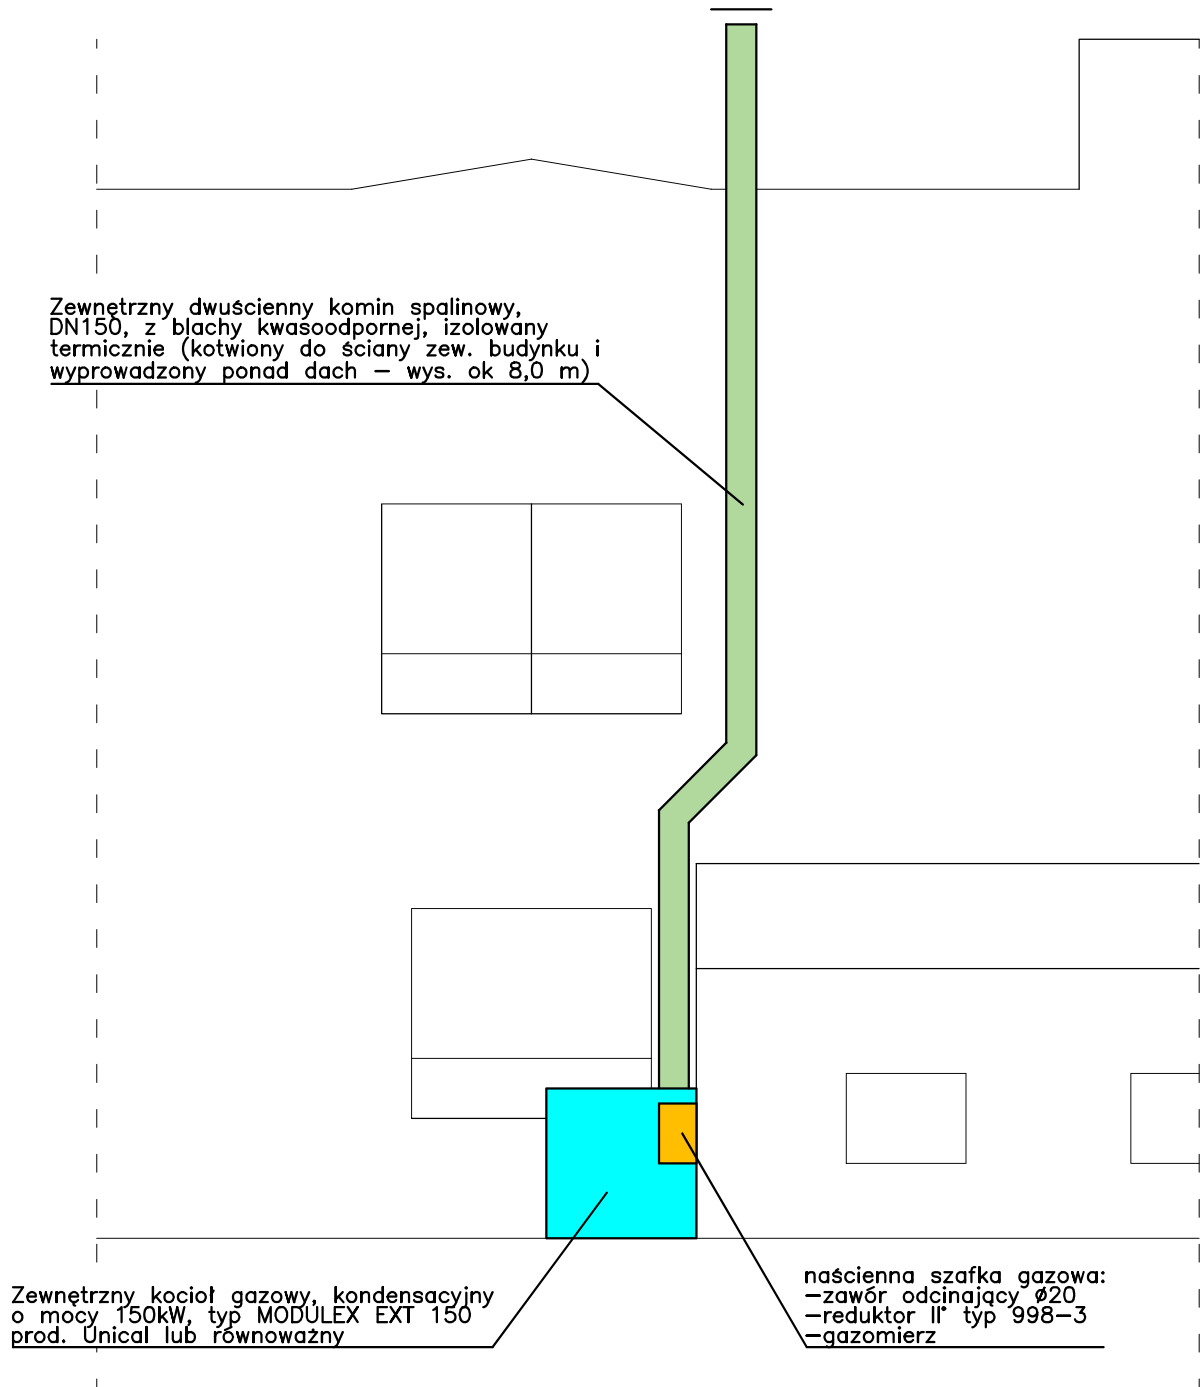 Zewnętrzny dwuścienny komin spalinowy,
DN150, z blachy kwasoodpornej, izolowany
termicznie (kotwiony do ściany zew. budynku i
wyprowadzony ponad dach – wys. ok 8,0 m)
Zewnętrzny kocioł gazowy, kondensacyjny
o mocy 150kW, typ MODULEX EXT 150
prod. Unical lub równoważny
naścienna szafka gazowa:
–zawór odcinający Ø20
–reduktor II° typ 998–3
–gazomierz